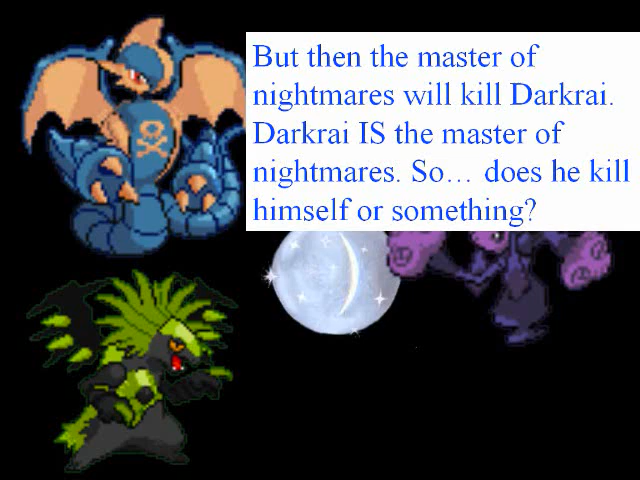 But then the master of
nightmares will kill Darkrai.
Darkrai IS the master of
nightmares. So… does he kill
himself or something?